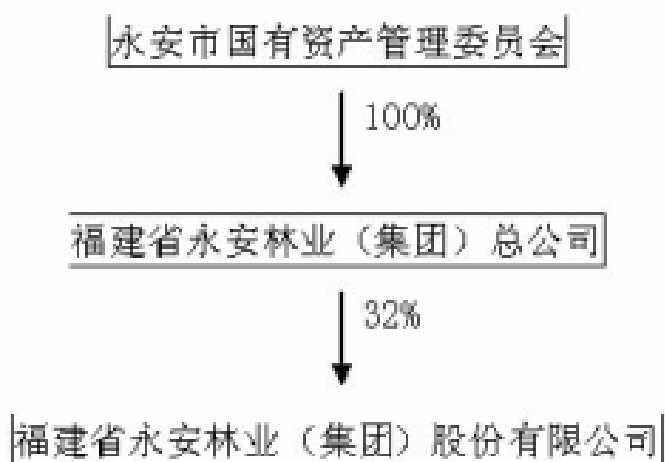 永安市国有资产管理委员会
100%
福建省永安林业（集团）总公司
32%
福建省永安林业（集团）股份有限公司